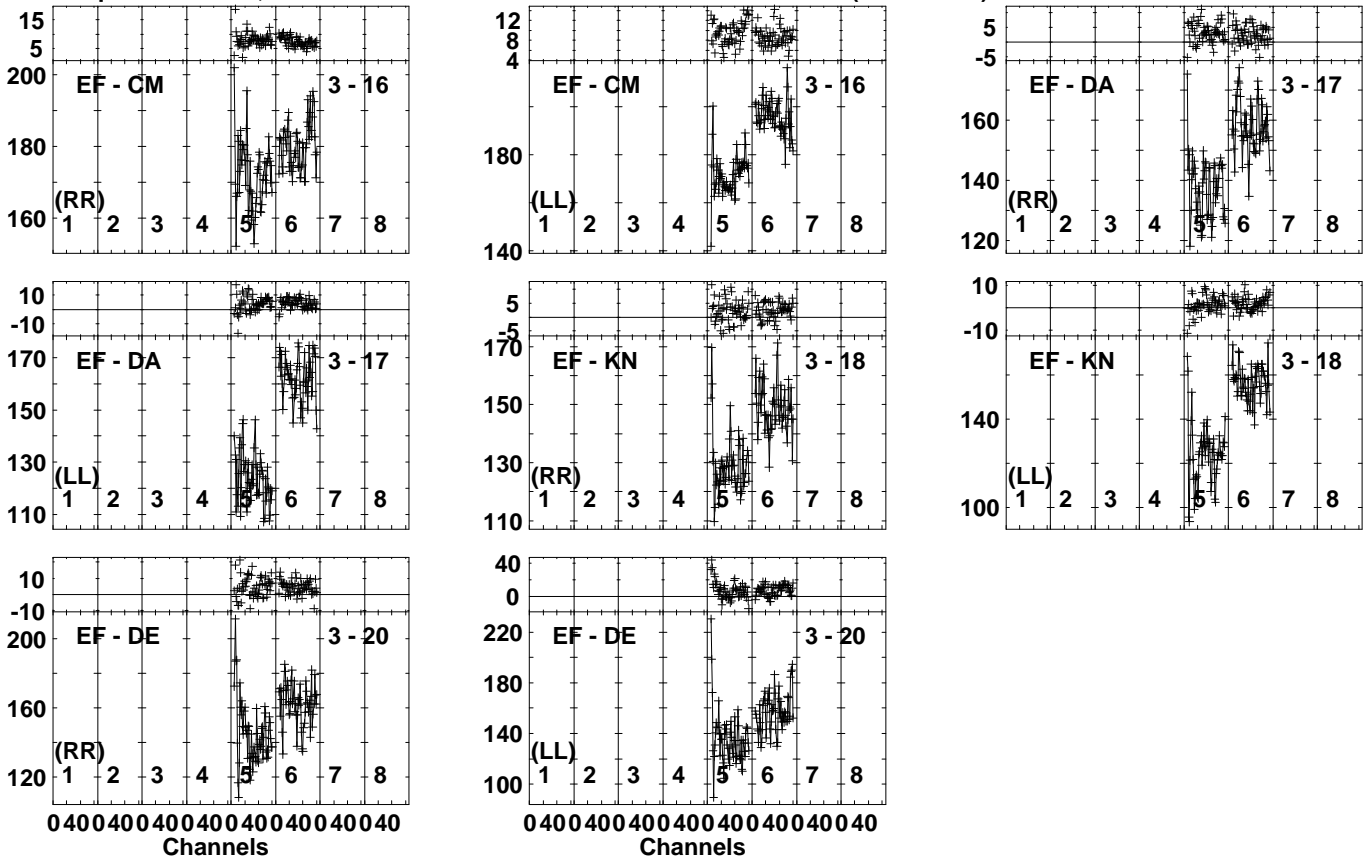 15
5
200
180
160
EF - CM 3 - 16
(RR)
1 2 3 4 5 6 7 8
12
8
4
180
140
EF - CM 3 - 16
(LL)
1 2 3 4 5 6 7 8
5
-5
160
140
120
EF - DA 3 - 17
(RR)
1 2 3 4 5 6 7 8
10
-10
170
150
130
110
EF - DA 3 - 17
(LL)
1 2 3 4 5 6 7 8
5
-5
170
150
130
110
EF - KN 3 - 18
(RR)
1 2 3 4 5 6 7 8
10
-10
140
100
EF - KN 3 - 18
(LL)
1 2 3 4 5 6 7 8
10
-10
200
160
120
EF - DE 3 - 20
(RR)
1 2 3 4 5 6 7 8
0 40 0 40 0 40 0 40 0 40 0 40 0 40 0 40
Channels
40
0
220
180
140
100
EF - DE 3 - 20
(LL)
1 2 3 4 5 6 7 8
0 40 0 40 0 40 0 40 0 40 0 40 0 40 0 40
Channels